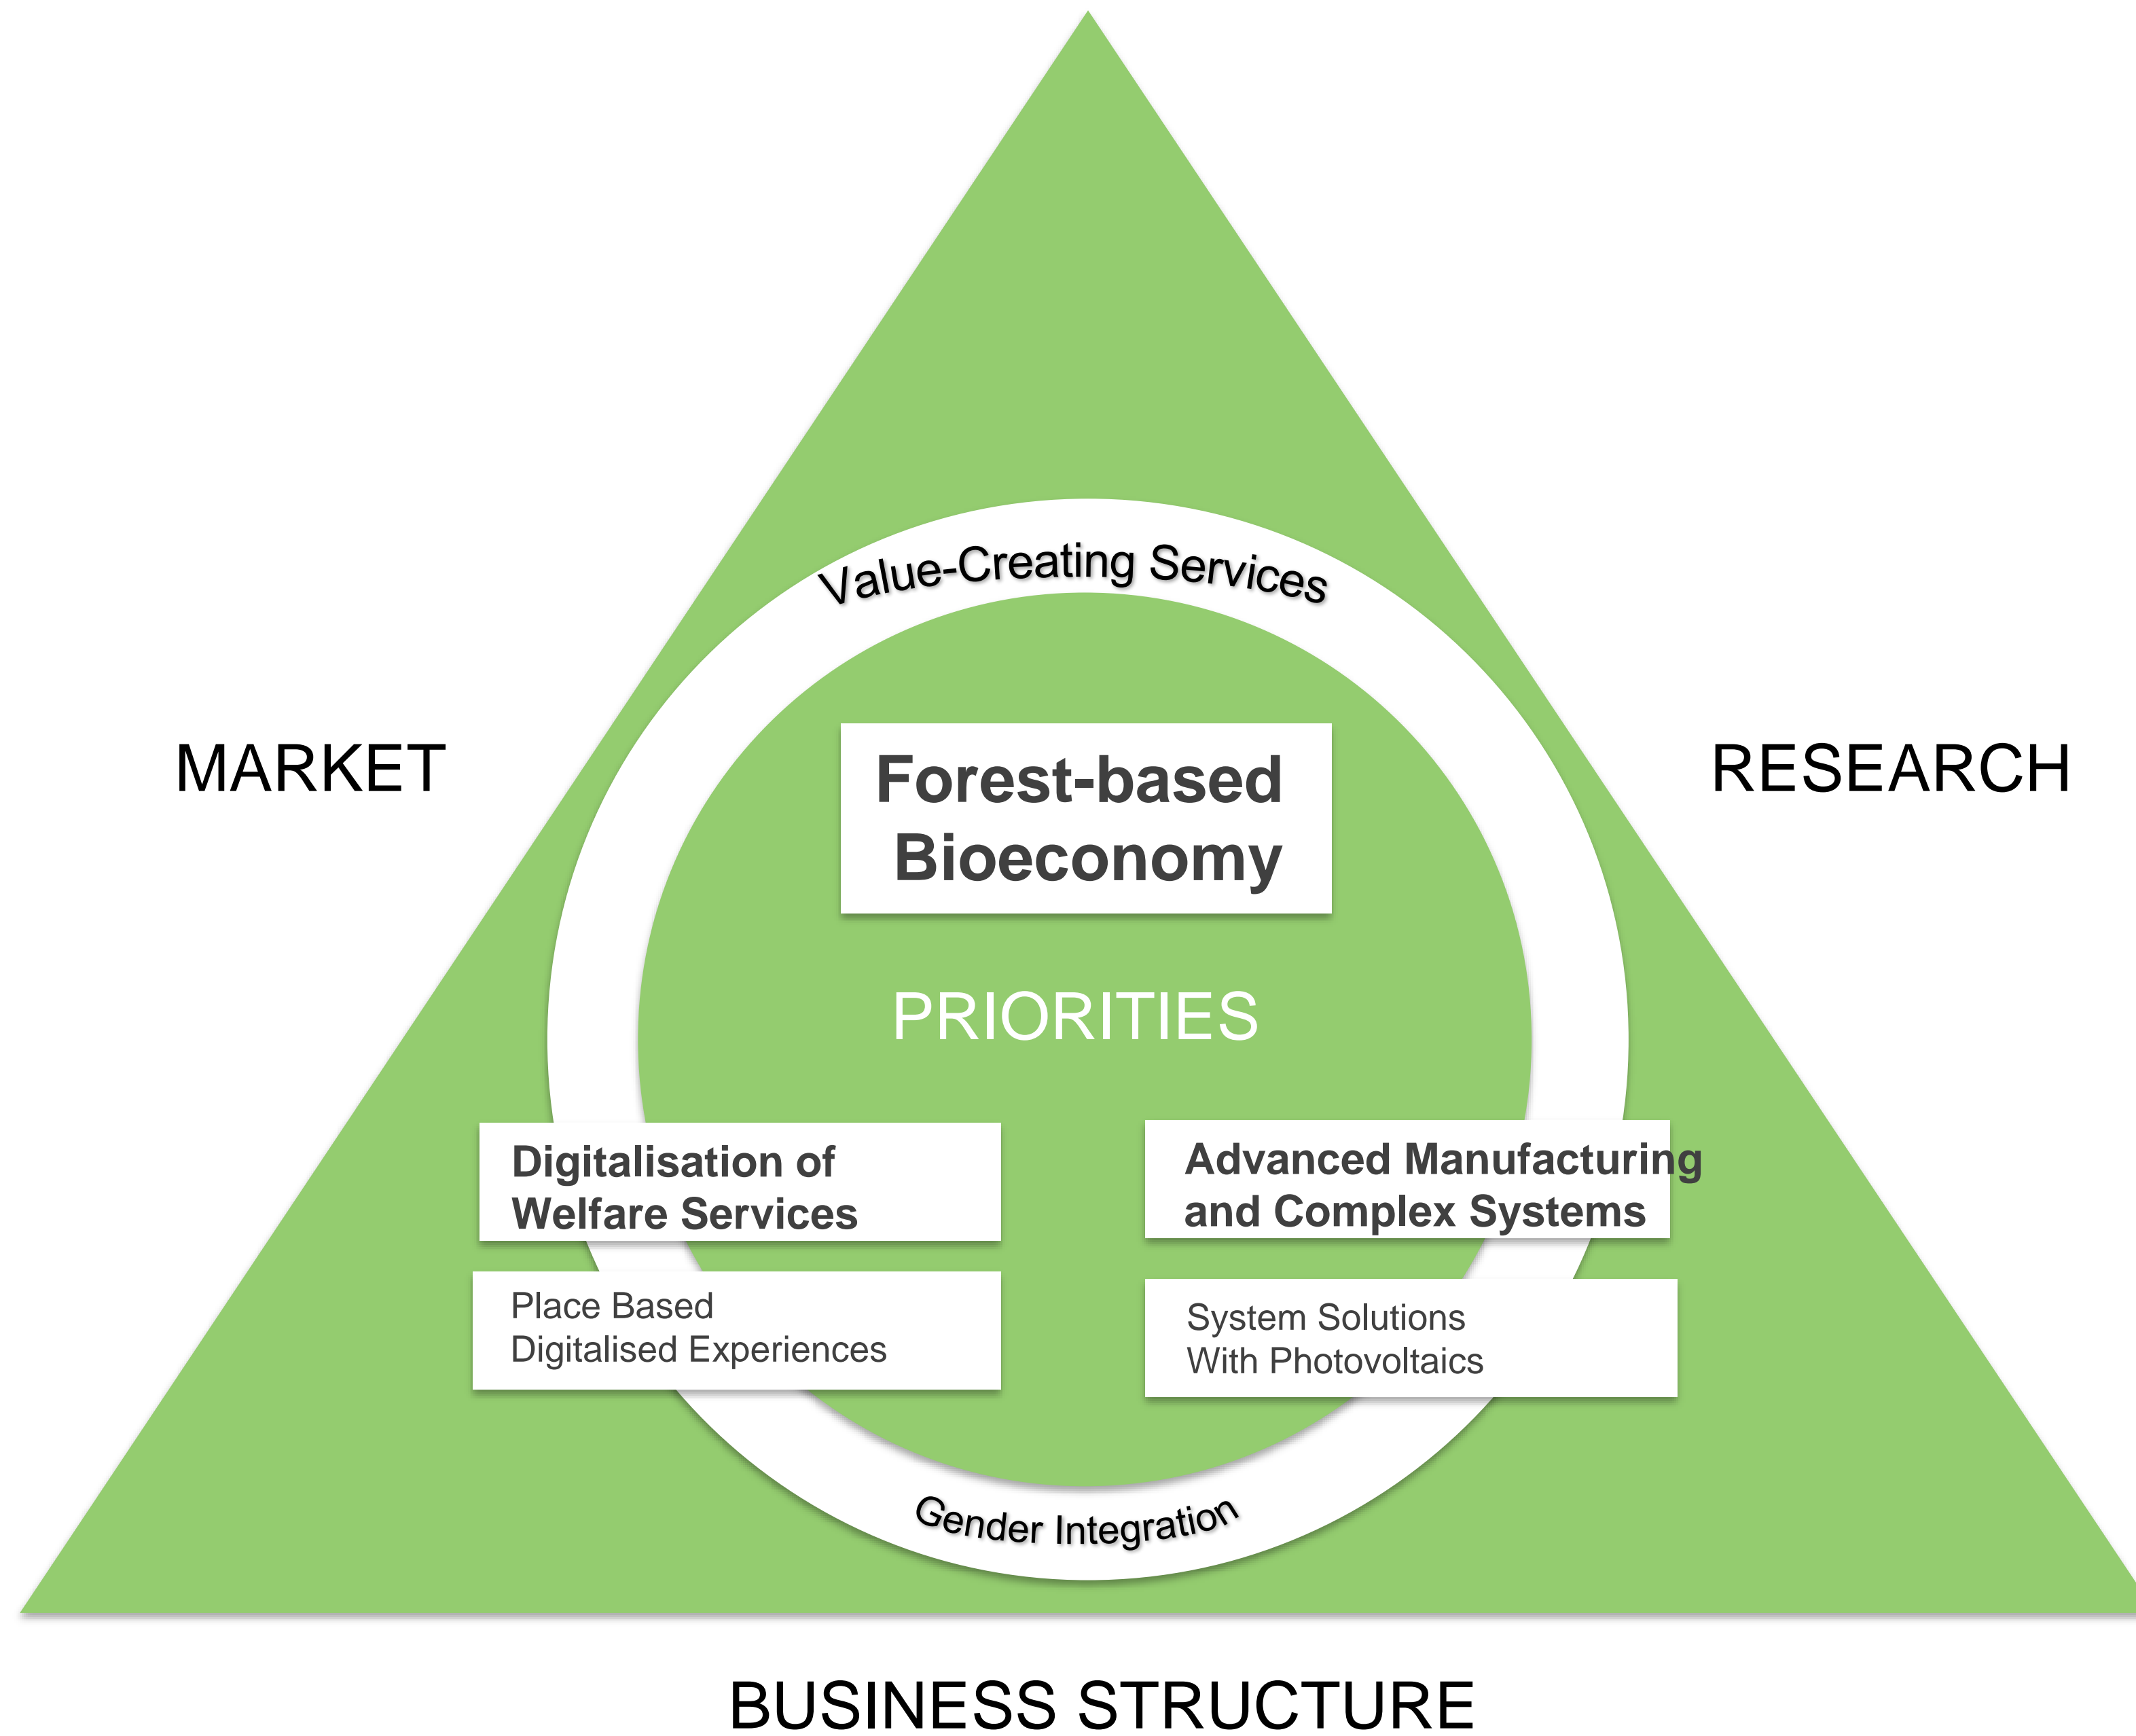 Value-Creating Services
MARKET
RESEARCH
Forest-based
Bioeconomy
PRIORITIES
Digitalisation of
Welfare Services
Advanced Manufacturing
and Complex Systems
Place Based
Digitalised Experiences
System Solutions
With Photovoltaics
Gender Integration
BUSINESS STRUCTURE